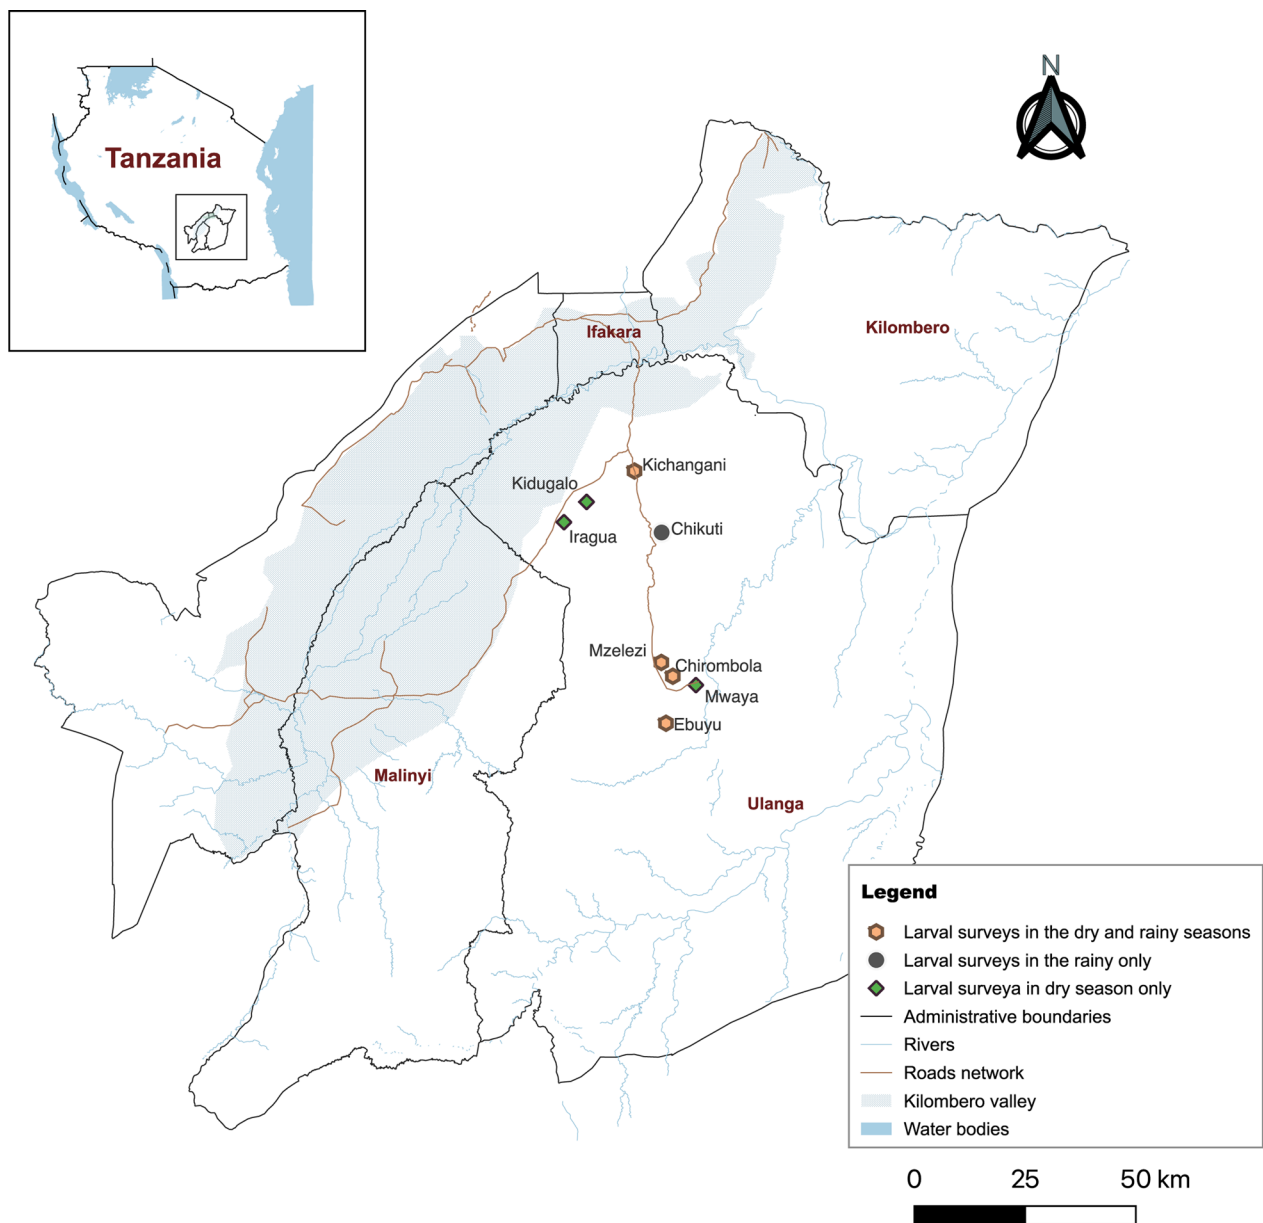 Tanzania
N
Kilombero
Ifakara
Kichangani
Kidugalo
Iragua
Chikuti
Mzelezi
Chirombola
Mwaya
Ebuyu
Malinyi
Ulanga
Legend
Larval surveys in the dry and rainy seasons
Larval surveys in the rainy only
Larval surveya in dry season only
Administrative boundaries
Rivers
Roads network
Kilombero valley
Water bodies
0 25 50 km